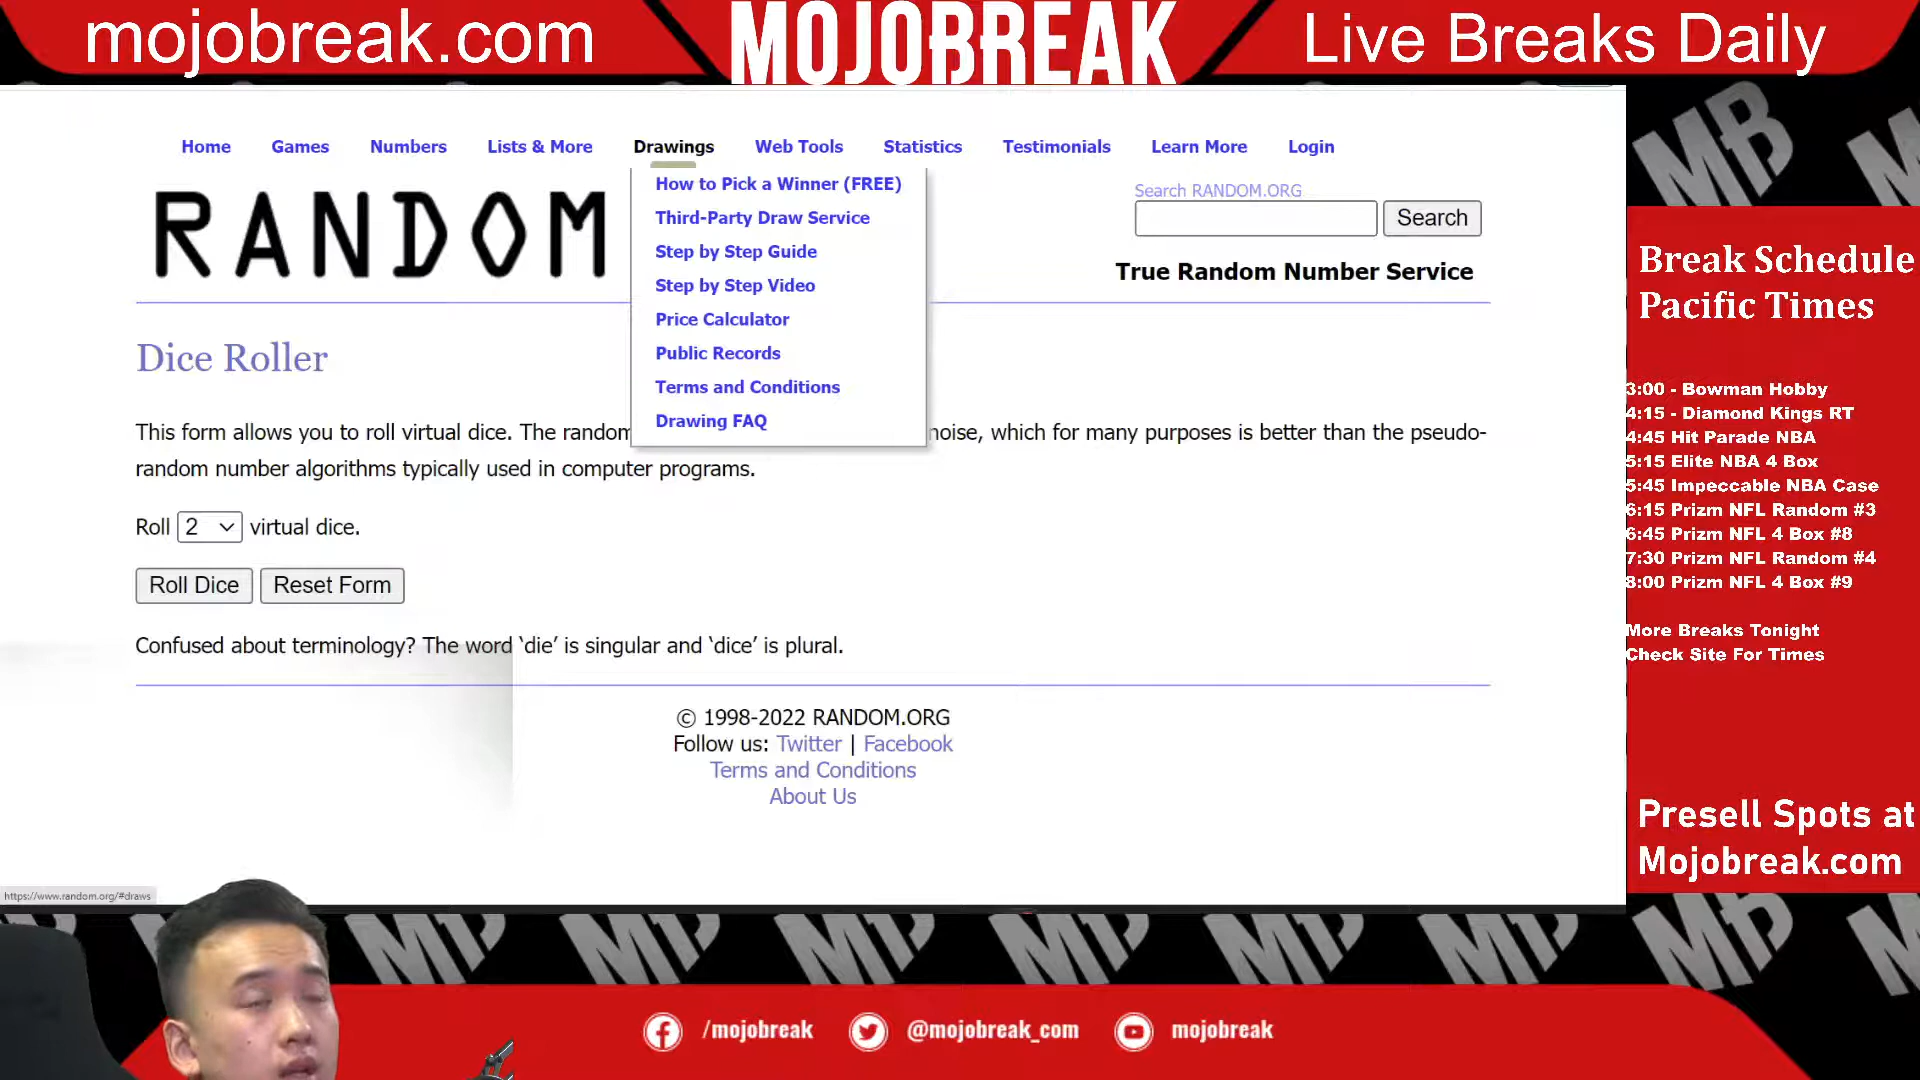 mojobreak.com
MOJOBREAK
Live Breaks Daily
Home Games Numbers Lists & More Drawings Web Tools Statistics Testimonials Learn More Login
RANDOM
How to Pick a Winner (FREE)
Third-Party Draw Service
Step by Step Guide
Step by Step Video
Price Calculator
Public Records
Terms and Conditions
Drawing FAQ
Search RANDOM.ORG
Search
True Random Number Service
Dice Roller
This form allows you to roll virtual dice. The random noise, which for many purposes is better than the pseudo-
random number algorithms typically used in computer programs.
Roll 2 virtual dice.
Roll Dice Reset Form
Confused about terminology? The word ‘die’ is singular and ‘dice’ is plural.
© 1998-2022 RANDOM.ORG
Follow us: Twitter | Facebook
Terms and Conditions
About Us
https://www.random.org/#draws
Break Schedule
Pacific Times
3:00 - Bowman Hobby
4:15 - Diamond Kings RT
4:45 Hit Parade NBA
5:15 Elite NBA 4 Box
5:45 Impeccable NBA Case
6:15 Prizm NFL Random #3
6:45 Prizm NFL 4 Box #8
7:30 Prizm NFL Random #4
8:00 Prizm NFL 4 Box #9
More Breaks Tonight
Check Site For Times
Presell Spots at
Mojobreak.com
MB MB MB MB MB MB MB MB
/mojobreak @mojobreak_com mojobreak